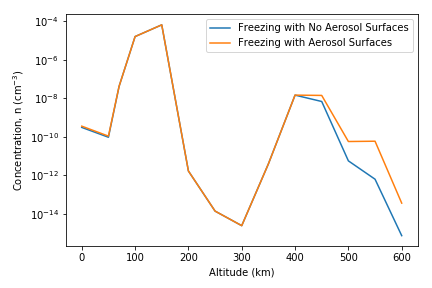 Freezing with No Aerosol Surfaces
Freezing with Aerosol Surfaces
Concentration, n (cm⁻³)
10⁻⁴
10⁻⁶
10⁻⁸
10⁻¹⁰
10⁻¹²
10⁻¹⁴
0 100 200 300 400 500 600
Altitude (km)